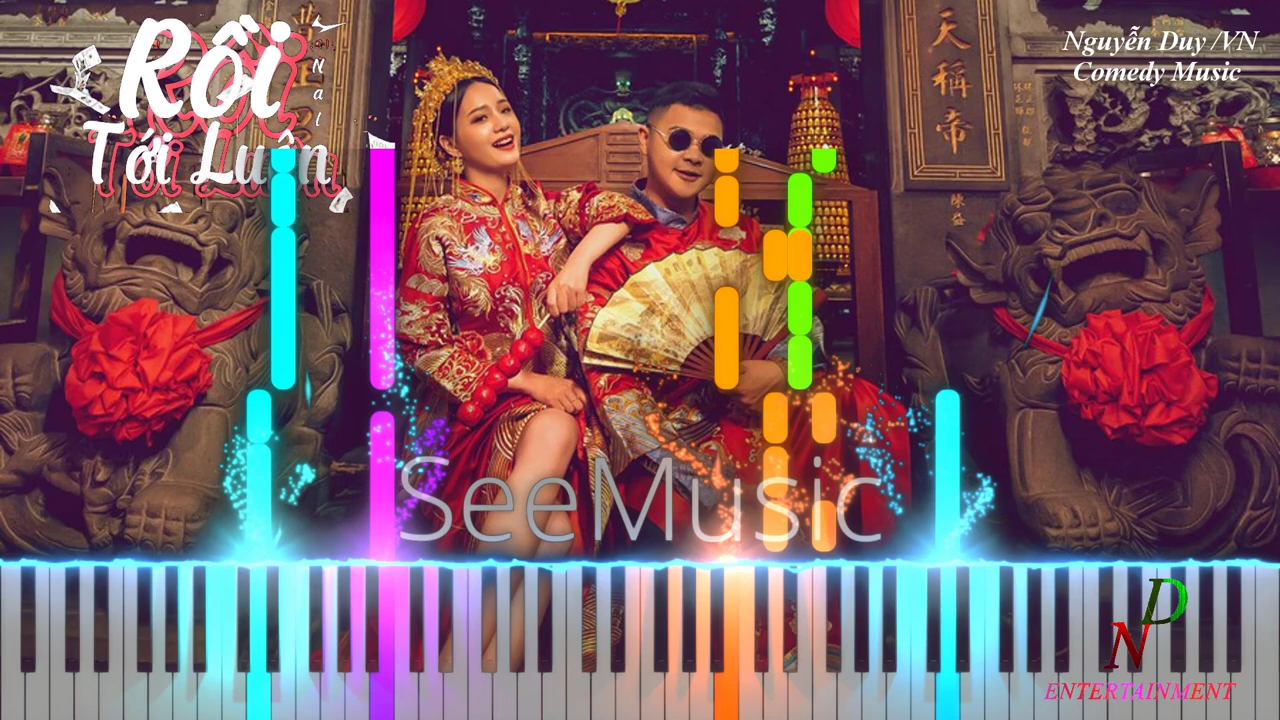 Rồi
Tới Luôn
Nal
Nguyễn Duy /VN
Comedy Music
天稱帝
SeeMusic
ND
ENTERTAINMENT